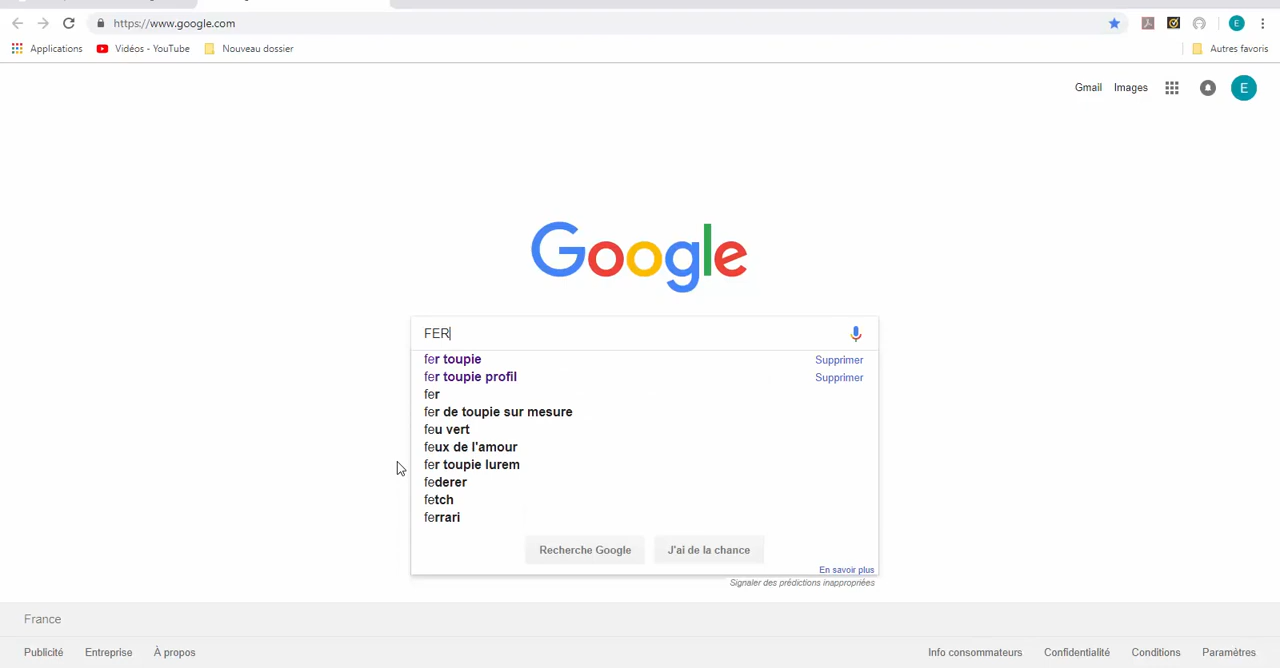 https://www.google.com
E
Applications
Vidéos - YouTube
Nouveau dossier
Autres favoris
Gmail
Images
E
Google
FER
fer toupie
Supprimer
fer toupie profil
Supprimer
fer
fer de toupie sur mesure
feu vert
feux de l'amour
fer toupie lurem
federer
fetch
ferrari
Recherche Google
J'ai de la chance
En savoir plus
Signaler des prédictions inappropriées
France
Publicité
Entreprise
À propos
Info consommateurs
Confidentialité
Conditions
Paramètres